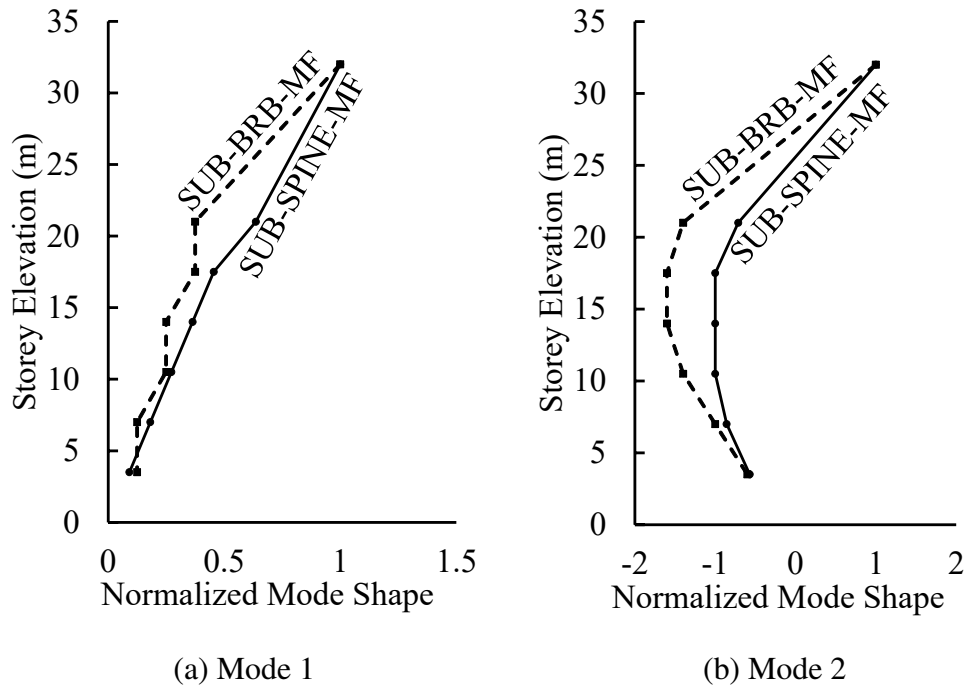 35
30
25
20
15
10
5
0
Storey Elevation (m)
SUB-BRB-MF
SUB-SPINE-MF
0 0.5 1 1.5
Normalized Mode Shape
(a) Mode 1
35
30
25
20
15
10
5
0
Storey Elevation (m)
SUB-BRB-MF
SUB-SPINE-MF
-2 -1 0 1 2
Normalized Mode Shape
(b) Mode 2